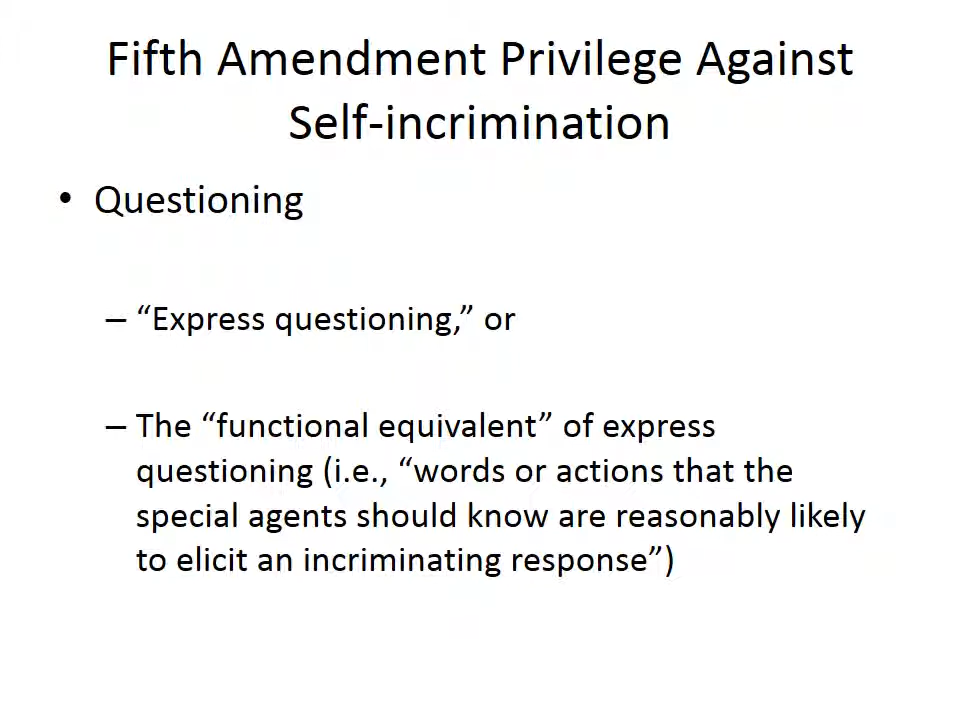 Fifth Amendment Privilege Against
Self-incrimination
• Questioning
– “Express questioning,” or
– The “functional equivalent” of express
questioning (i.e., “words or actions that the
special agents should know are reasonably likely
to elicit an incriminating response”)